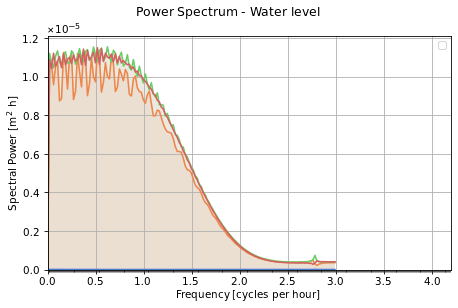 Power Spectrum - Water level
×10⁻⁵
1.2
1.0
0.8
0.6
0.4
0.2
0.0
Spectral Power [m² h]
0.0 0.5 1.0 1.5 2.0 2.5 3.0 3.5 4.0
Frequency [cycles per hour]